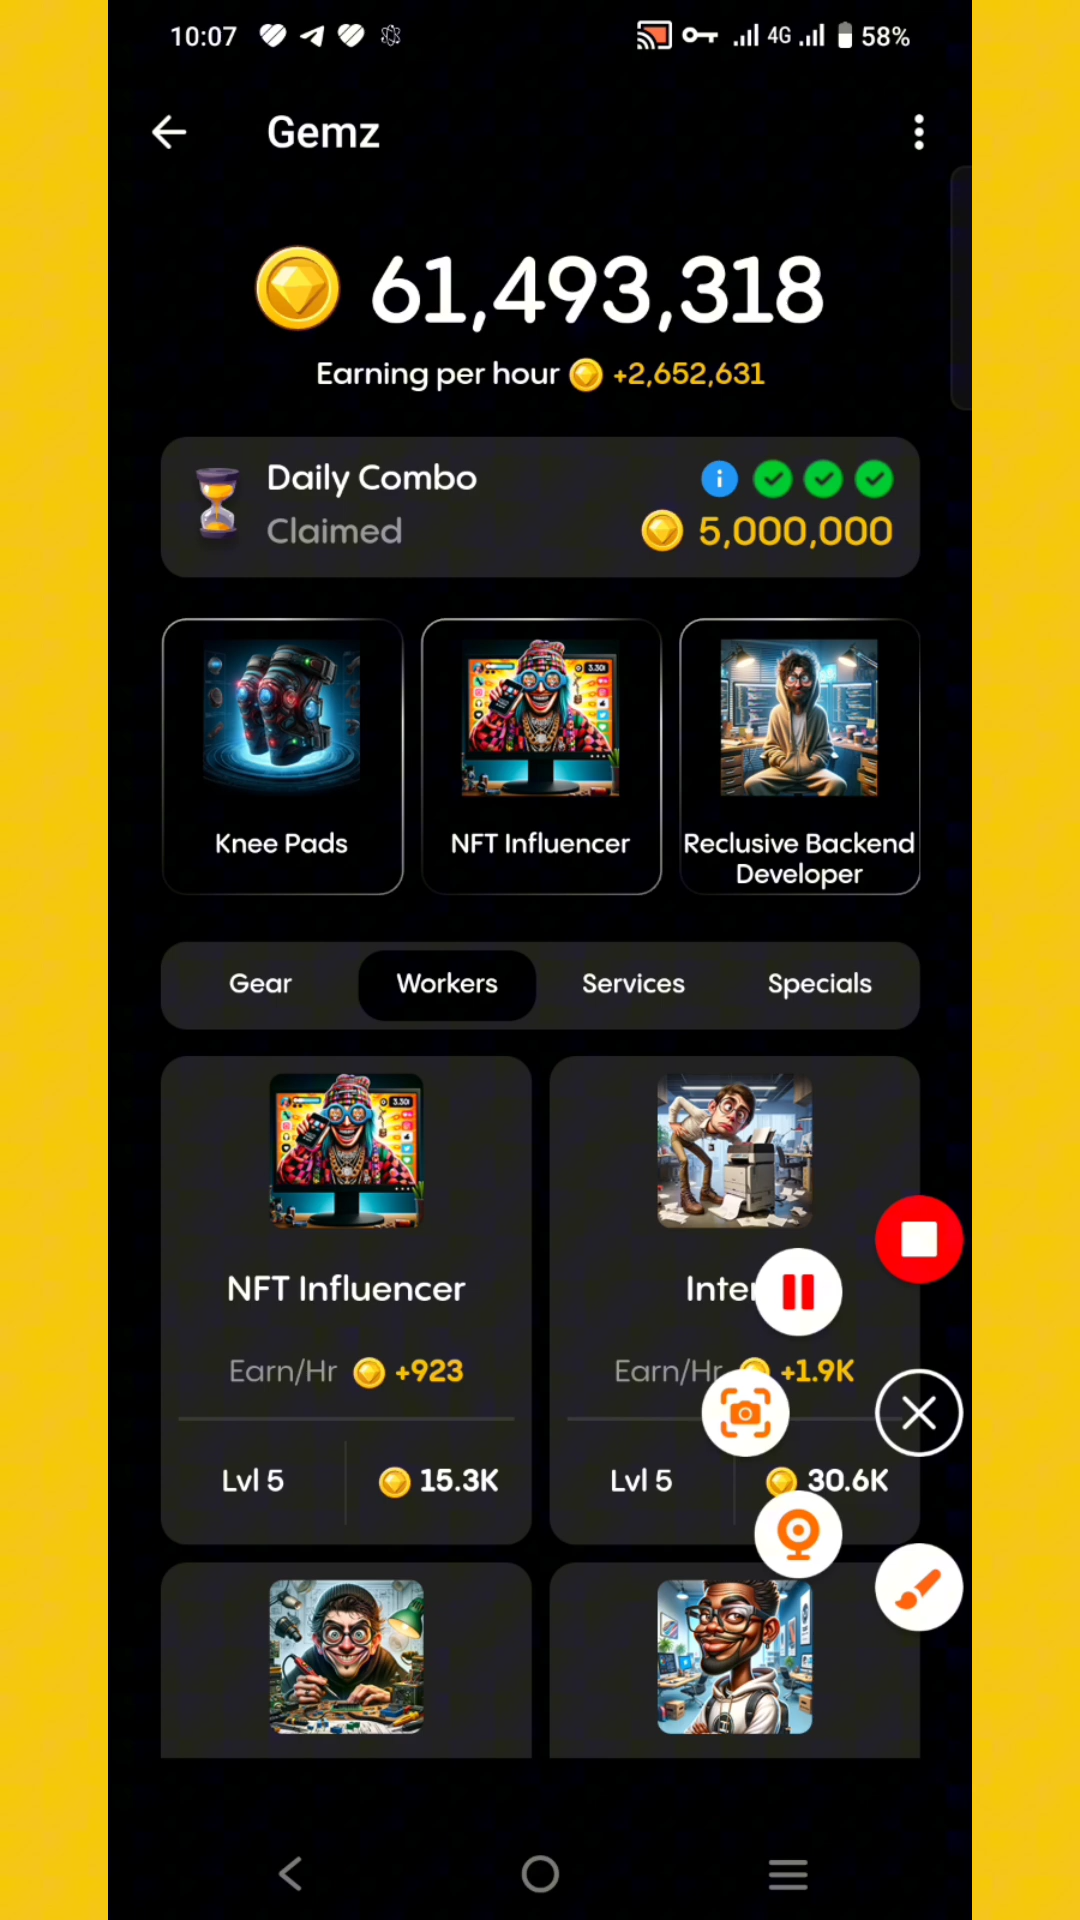 10:07
4G
58%
Gemz
61,493,318
Earning per hour +2,652,631
Daily Combo
Claimed
5,000,000
Knee Pads
NFT Influencer
Reclusive Backend
Developer
Gear
Workers
Services
Specials
NFT Influencer
Earn/Hr +923
Lvl 5
15.3K
Inter
Earn/Hr +1.9K
Lvl 5
30.6K